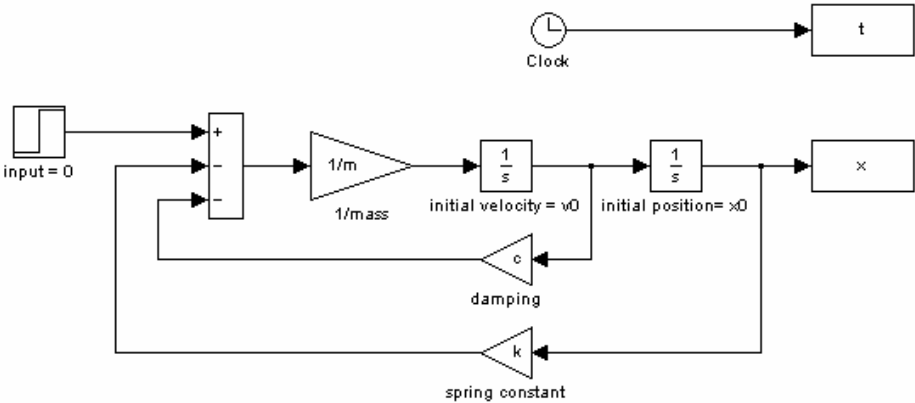 t
Clock
+
−
−
input = 0
1/m
1/mass
1
s
initial velocity = v0
1
s
initial position= x0
x
c
damping
k
spring constant